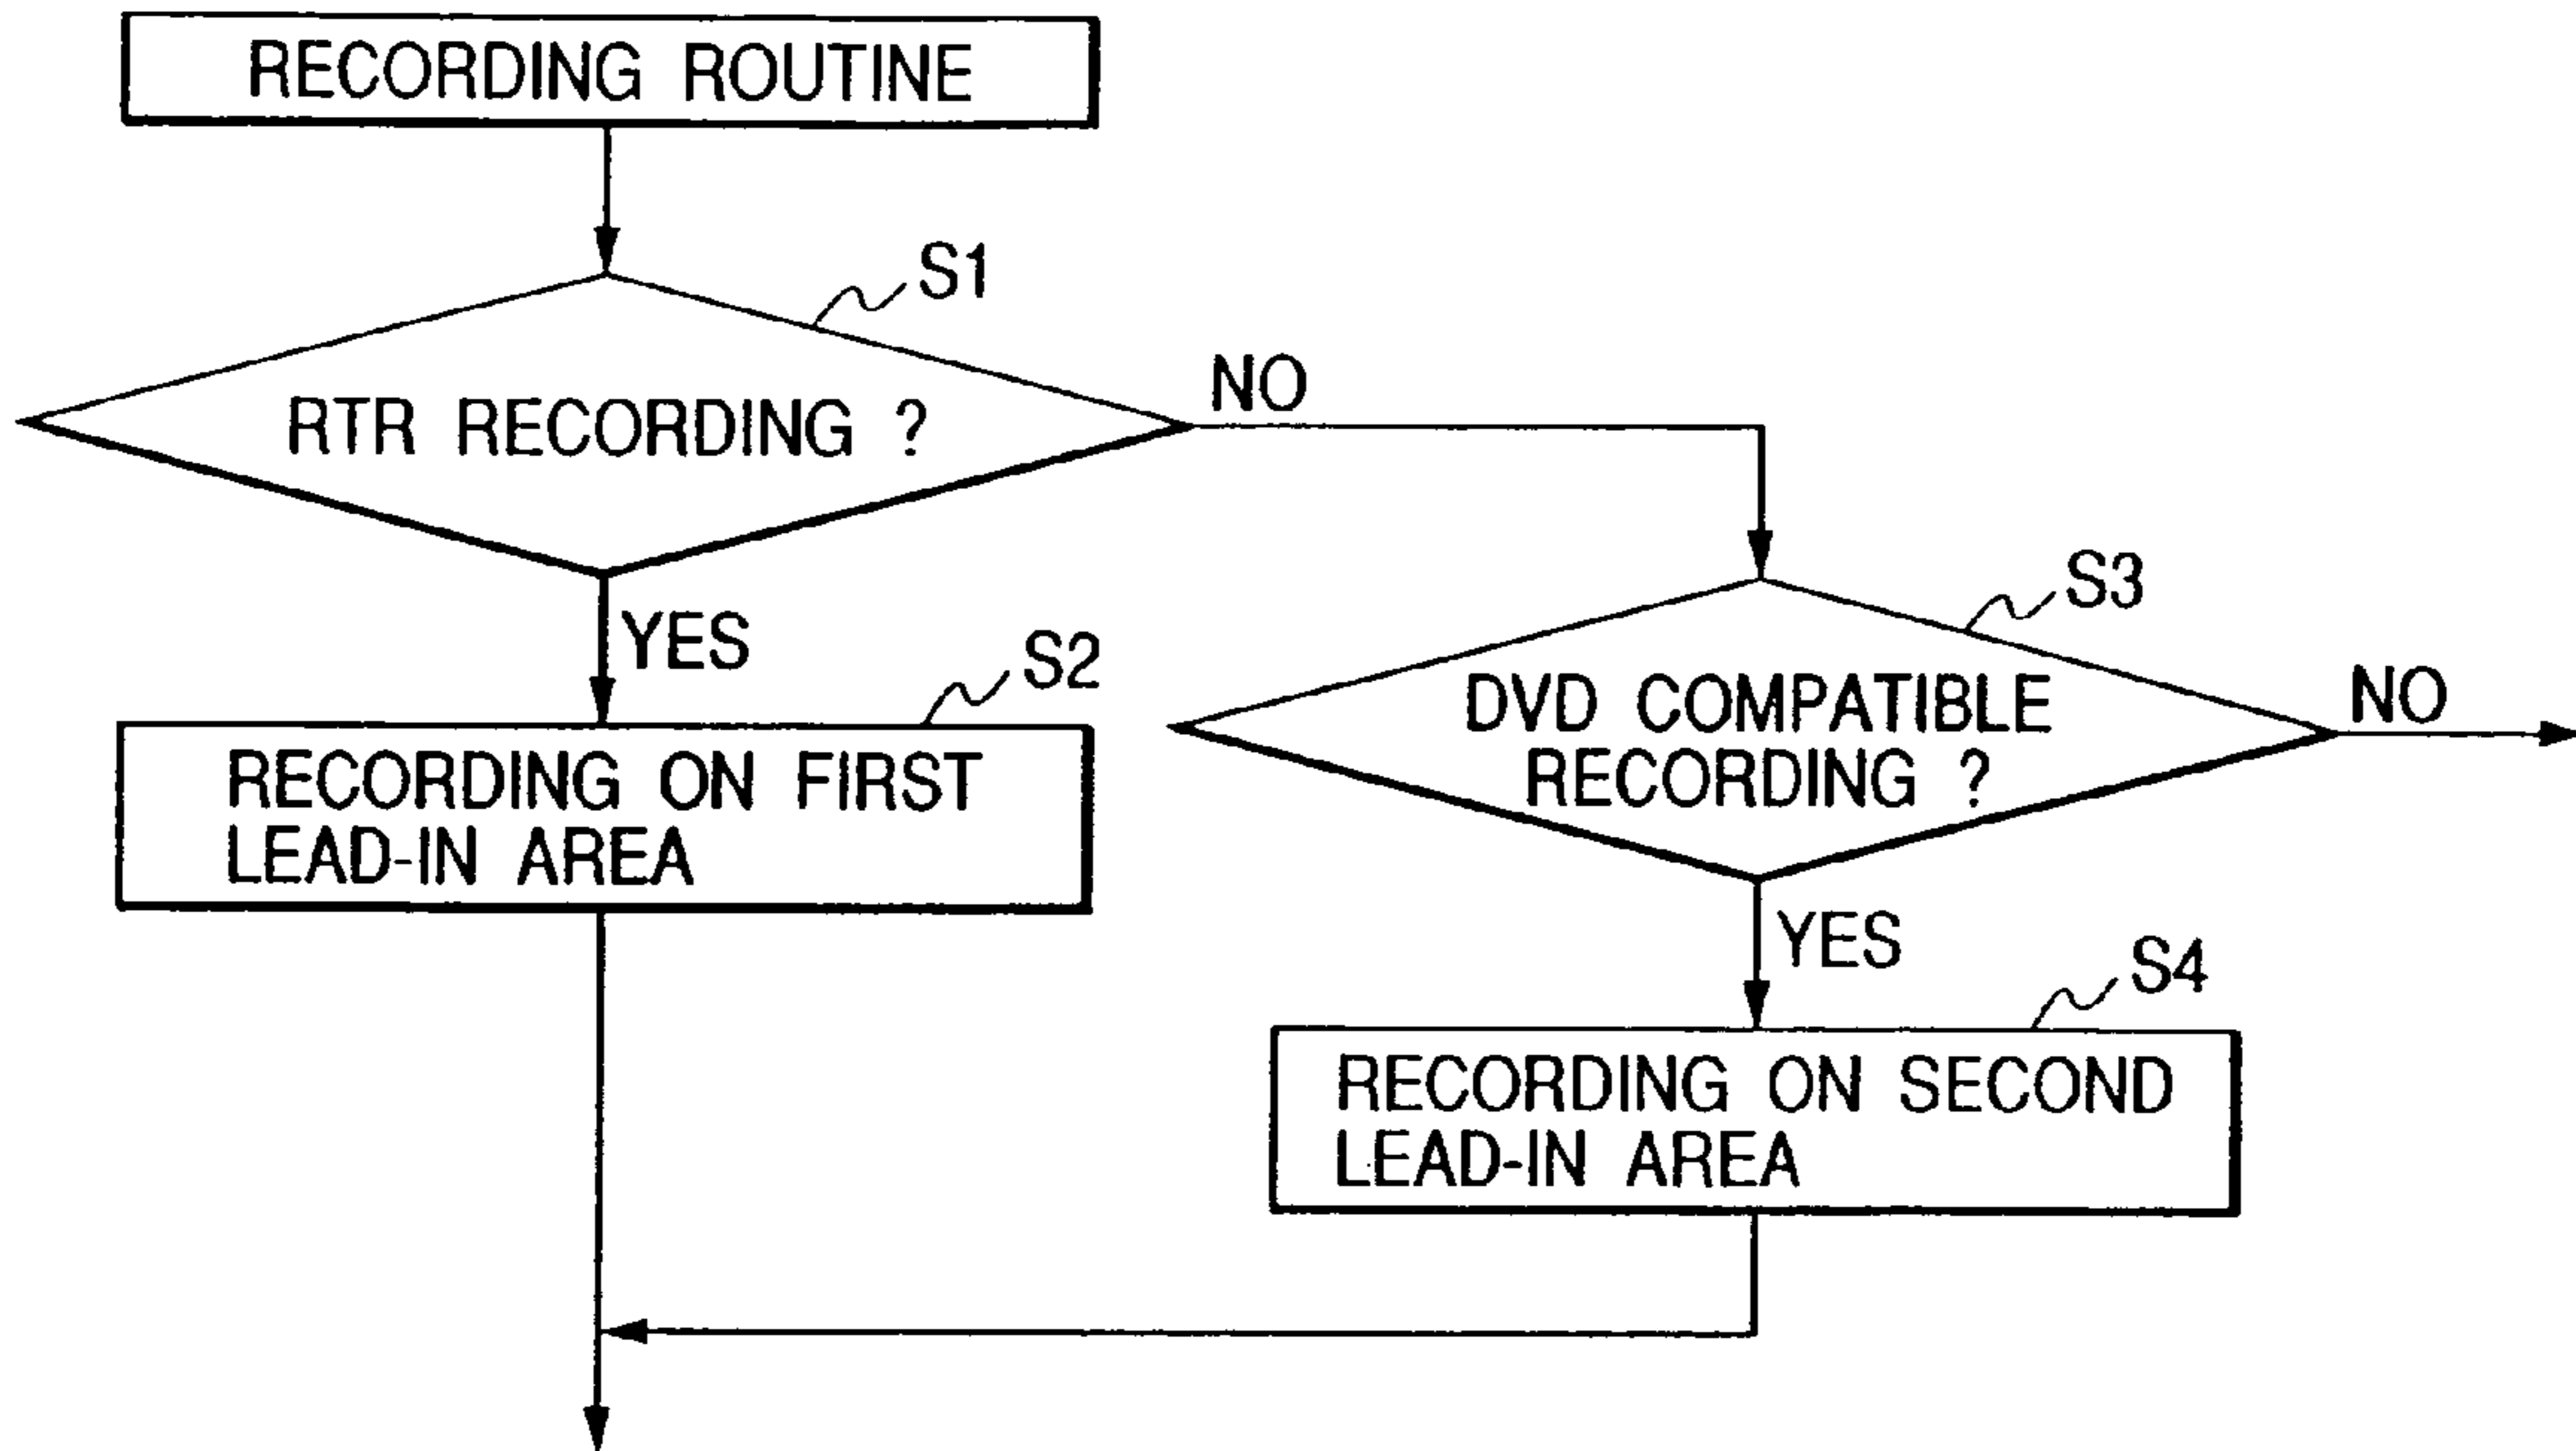 RECORDING ROUTINE
S1
RTR RECORDING ?
NO
YES
S2
RECORDING ON FIRST
LEAD-IN AREA
S3
DVD COMPATIBLE
RECORDING ?
NO
YES
S4
RECORDING ON SECOND
LEAD-IN AREA